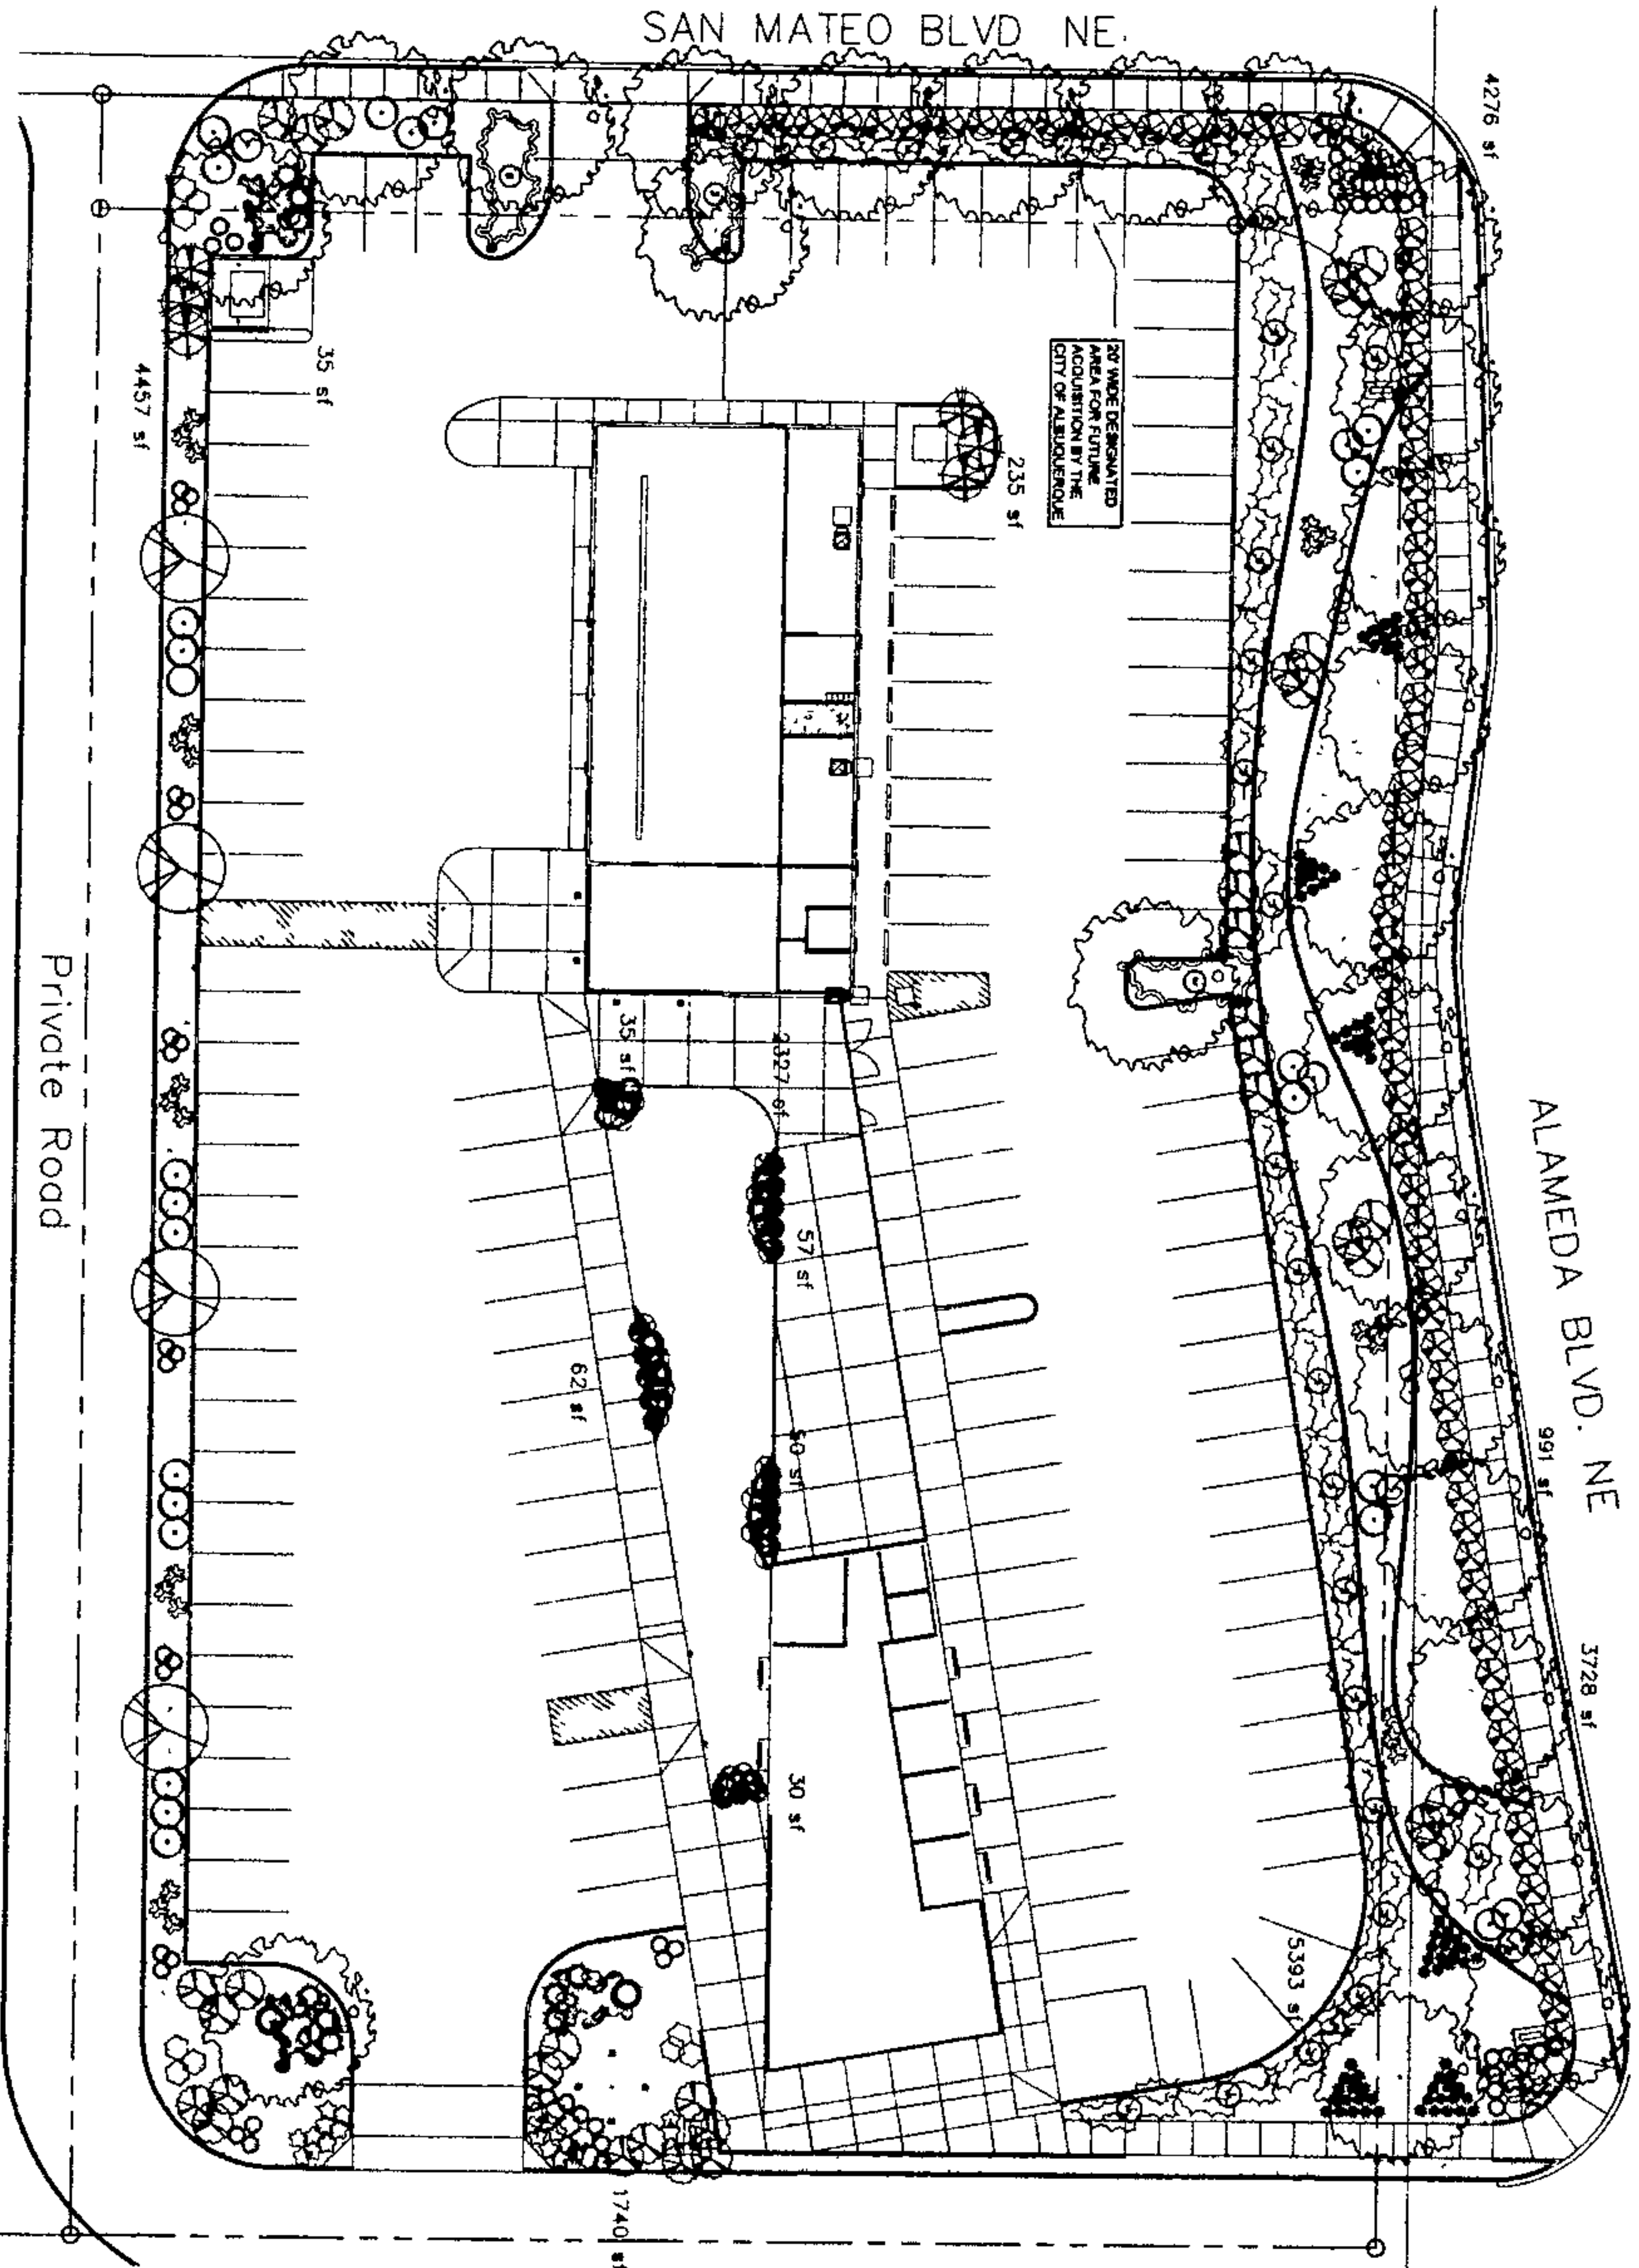 SAN MATEO BLVD NE.
4276 sf
20' WIDE DESIGNATED
AREA FOR FUTURE
ACQUISITION BY THE
CITY OF ALBUQUERQUE
35 sf
4457 sf
235 sf
Private Road
35 sf
2327 sf
ALAMEDA BLVD. NE
57 sf
62 sf
50 sf
991 sf
3728 sf
30 sf
5393 sf
1740 sf